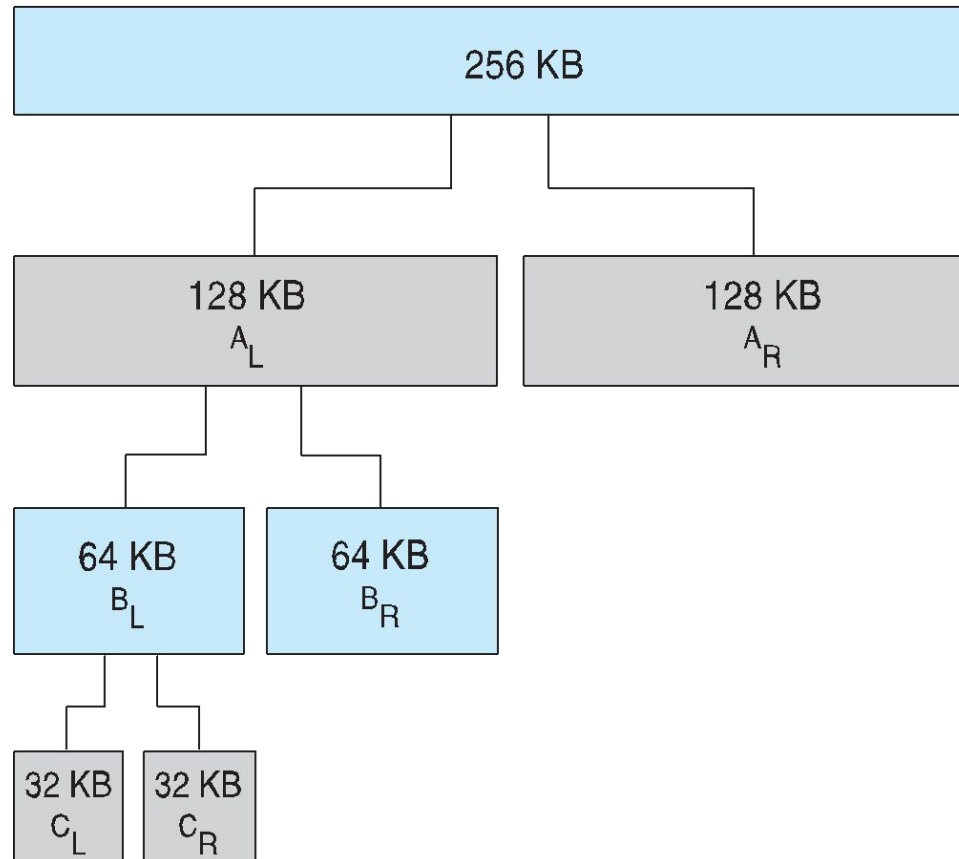 256 KB
128 KB
A_L
128 KB
A_R
64 KB
B_L
64 KB
B_R
32 KB
C_L
32 KB
C_R